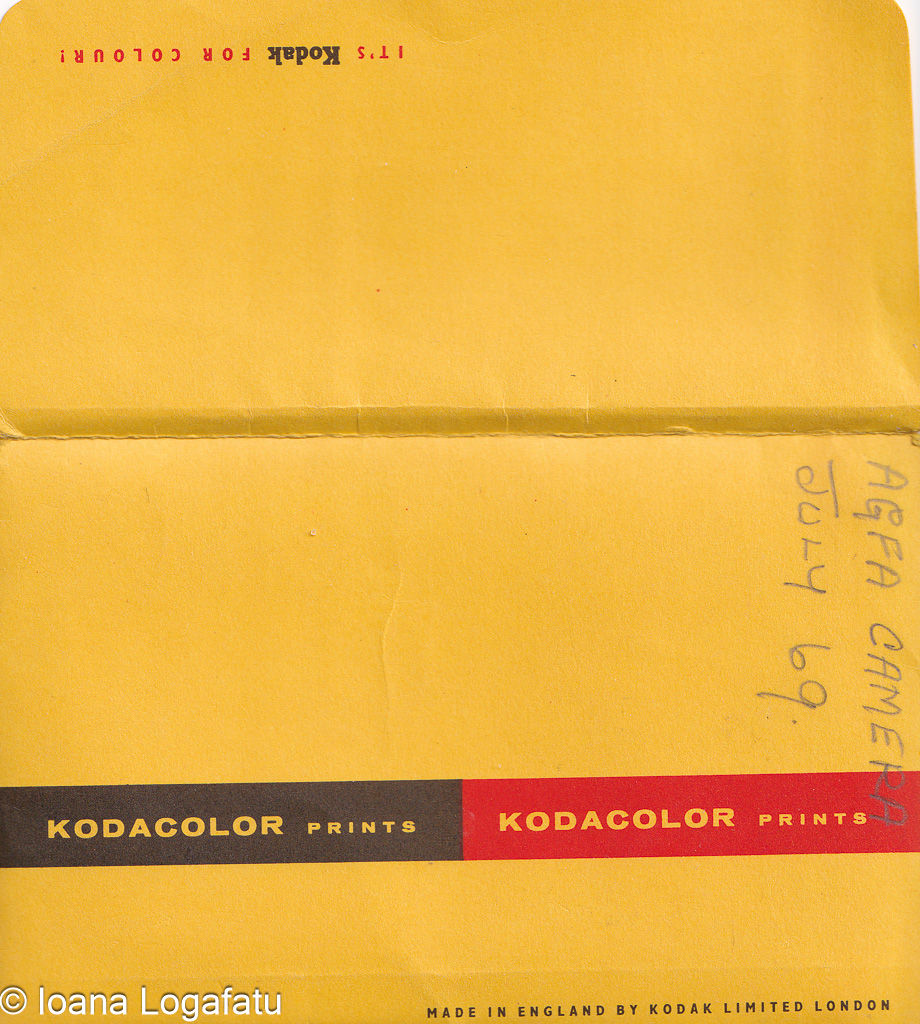 IT'S Kodak FOR COLOUR!
AGFA CAMERA
JULY 69.
KODACOLOR PRINTS KODACOLOR PRINTS
© Ioana Logafatu
MADE IN ENGLAND BY KODAK LIMITED LONDON